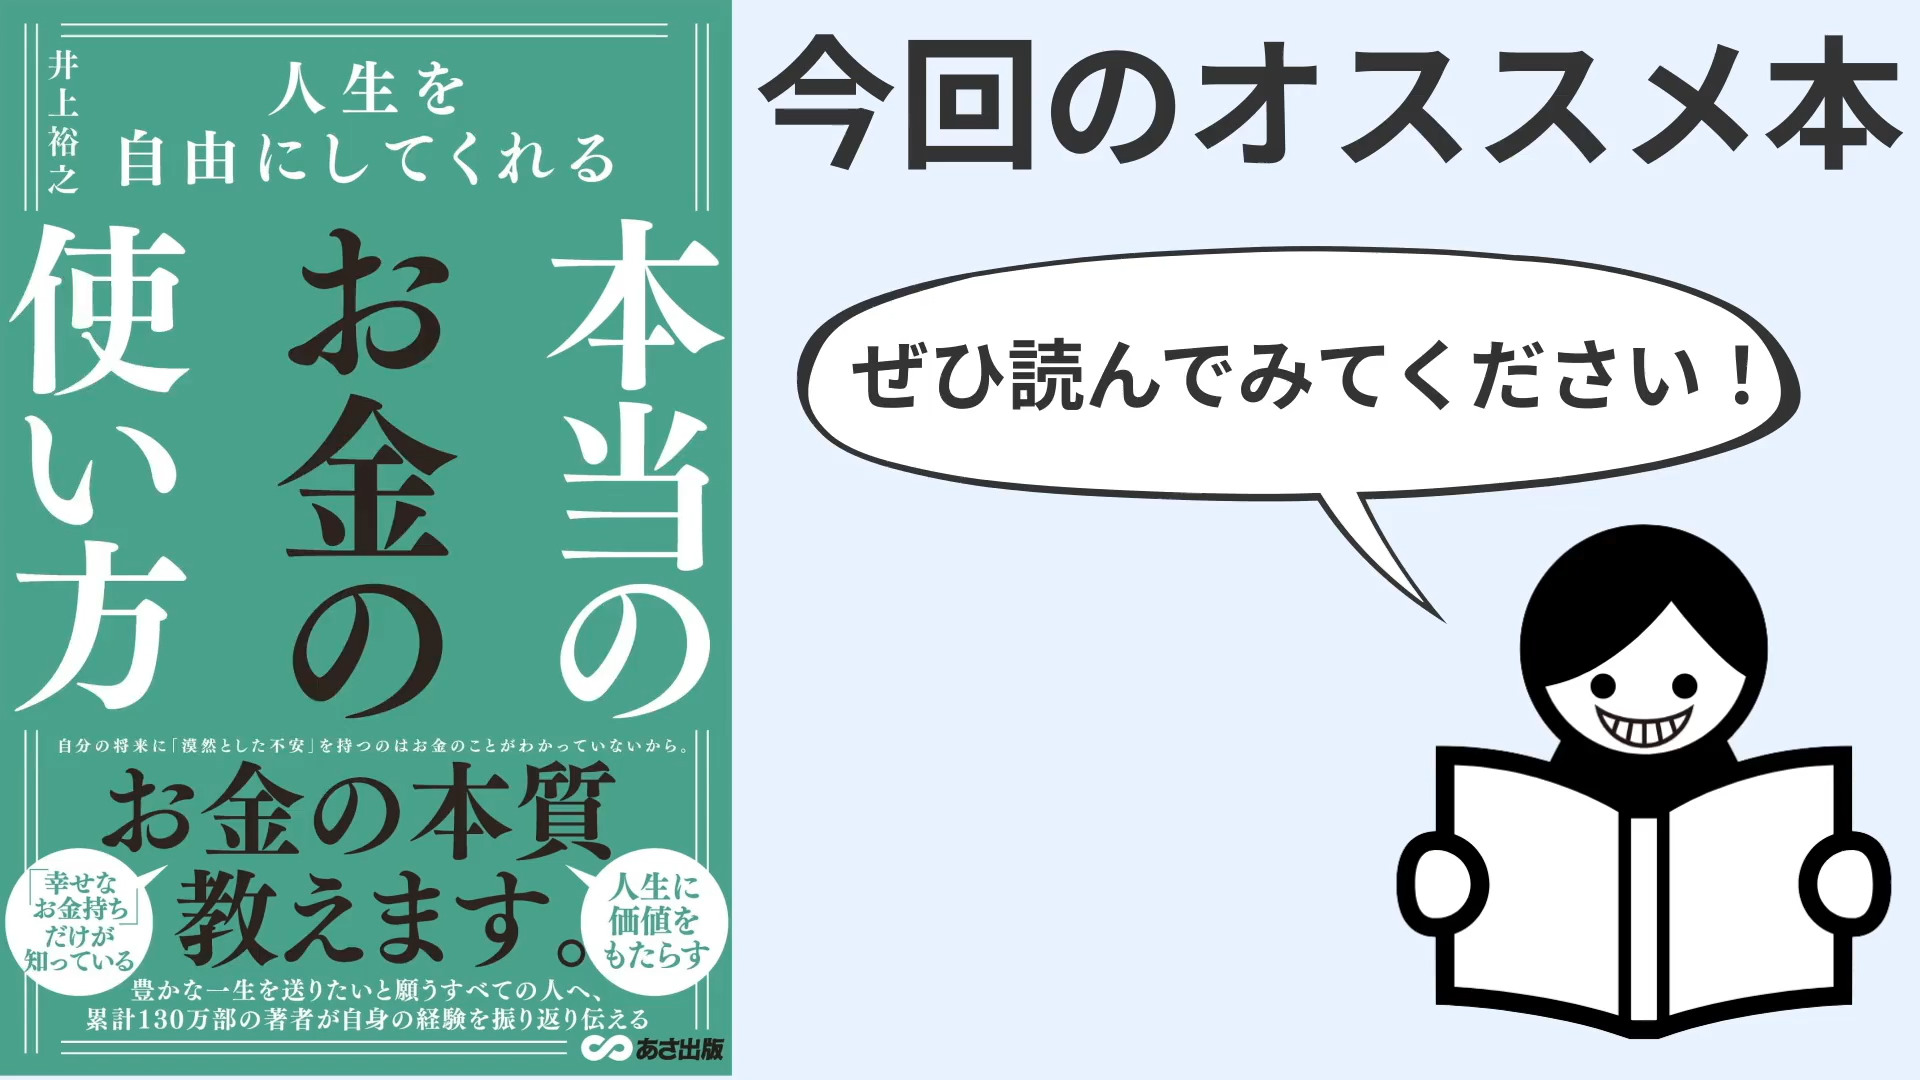 井上裕之
人生を
自由にしてくれる
本当の
お金の
使い方
自分の将来に「漠然とした不安」を持つのはお金のことがわかっていないから。
お金の本質
教えます。
「幸せな
お金持ち」
だけが
知っている
人生に
価値を
もたらす
豊かな一生を送りたいと願うすべての人へ、
累計130万部の著者が自身の経験を振り返り伝える
あさ出版
今回のオススメ本
ぜひ読んでみてください！